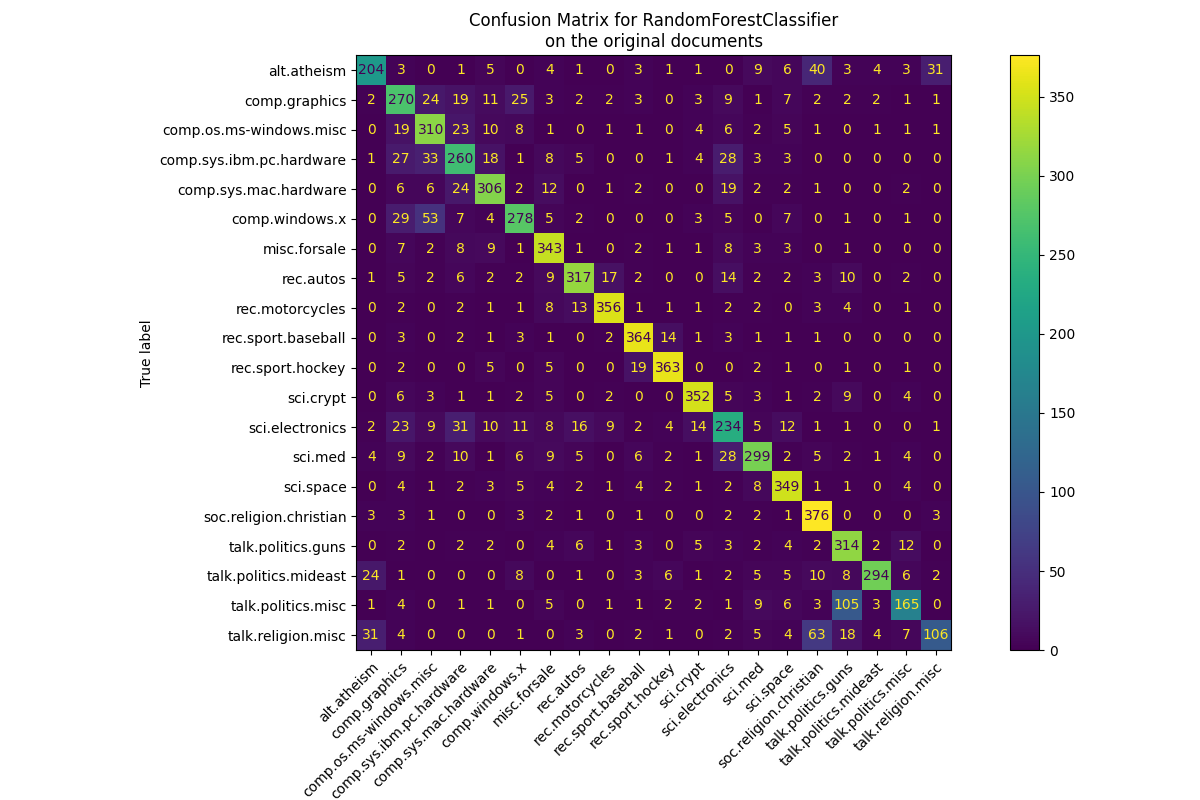 Confusion Matrix for RandomForestClassifier
on the original documents
True label
alt.atheism 204 3 0 1 5 0 4 1 0 3 1 1 0 9 6 40 3 4 3 31
comp.graphics 2 270 24 19 11 25 3 2 2 3 0 3 9 1 7 2 2 2 1 1
comp.os.ms-windows.misc 0 19 310 23 10 8 1 0 1 1 0 4 6 2 5 1 0 1 1 1
comp.sys.ibm.pc.hardware 1 27 33 260 18 1 8 5 0 0 1 4 28 3 3 0 0 0 0 0
comp.sys.mac.hardware 0 6 6 24 306 2 12 0 1 2 0 0 19 2 2 1 0 0 2 0
comp.windows.x 0 29 53 7 4 278 5 2 0 0 0 3 5 0 7 0 1 0 1 0
misc.forsale 0 7 2 8 9 1 343 1 0 2 1 1 8 3 3 0 1 0 0 0
rec.autos 1 5 2 6 2 2 9 317 17 2 0 0 14 2 2 3 10 0 2 0
rec.motorcycles 0 2 0 2 1 1 8 13 356 1 1 1 2 2 0 3 4 0 1 0
rec.sport.baseball 0 3 0 2 1 3 1 0 2 364 14 1 3 1 1 1 0 0 0 0
rec.sport.hockey 0 2 0 0 5 0 5 0 0 19 363 0 0 2 1 0 1 0 1 0
sci.crypt 0 6 3 1 1 2 5 0 2 0 0 352 5 3 1 2 9 0 4 0
sci.electronics 2 23 9 31 10 11 8 16 9 2 4 14 234 5 12 1 1 0 0 1
sci.med 4 9 2 10 1 6 9 5 0 6 2 1 28 299 2 5 2 1 4 0
sci.space 0 4 1 2 3 5 4 2 1 4 2 1 2 8 349 1 1 0 4 0
soc.religion.christian 3 3 1 0 0 3 2 1 0 1 0 0 2 2 1 376 0 0 0 3
talk.politics.guns 0 2 0 2 2 0 4 6 1 3 0 5 3 2 4 2 314 2 12 0
talk.politics.mideast 24 1 0 0 0 8 0 1 0 3 6 1 2 5 5 10 8 294 6 2
talk.politics.misc 1 4 0 1 1 0 5 0 1 1 2 2 1 9 6 3 105 3 165 0
talk.religion.misc 31 4 0 0 0 1 0 3 0 2 1 0 2 5 4 63 18 4 7 106
alt.atheism
comp.graphics
comp.os.ms-windows.misc
comp.sys.ibm.pc.hardware
comp.sys.mac.hardware
comp.windows.x
misc.forsale
rec.autos
rec.motorcycles
rec.sport.baseball
rec.sport.hockey
sci.crypt
sci.electronics
sci.med
sci.space
soc.religion.christian
talk.politics.guns
talk.politics.mideast
talk.politics.misc
talk.religion.misc
350
300
250
200
150
100
50
0